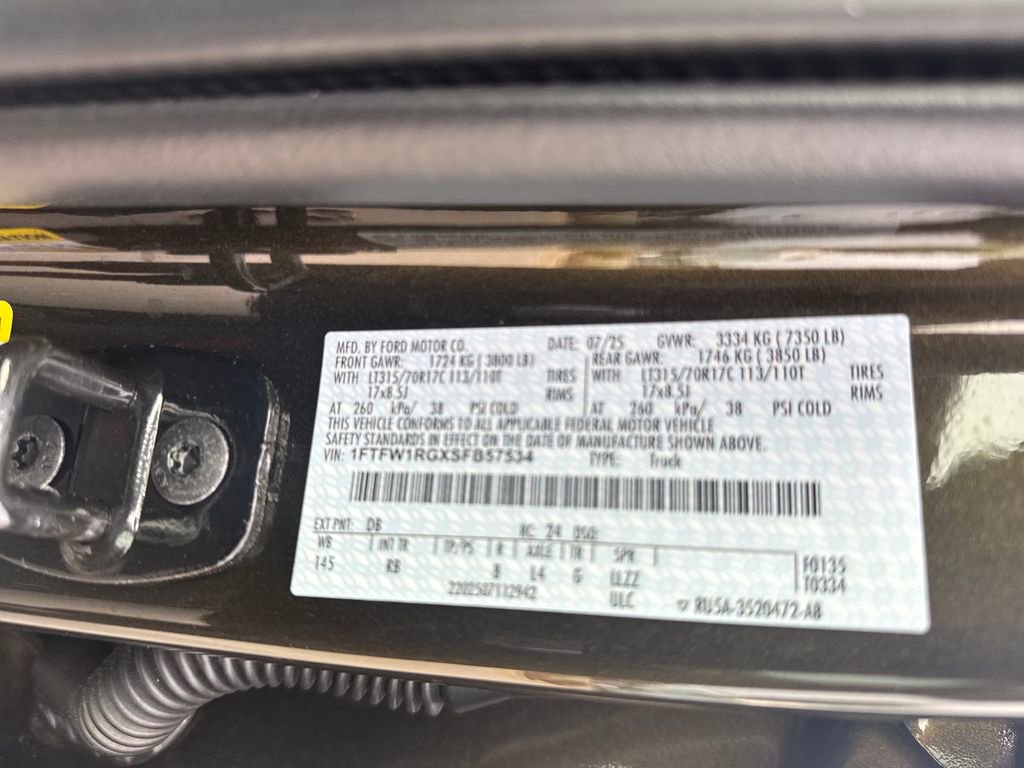 MFD. BY FORD MOTOR CO. DATE: 07/25 GVWR: 3334 KG ( 7350 LB)
FRONT GAWR: 1724 KG ( 3800 LB) REAR GAWR: 1746 KG ( 3850 LB)
WITH LT315/70R17C 113/110T TIRES WITH LT315/70R17C 113/110T TIRES
17x8.5J RIMS 17x8.5J RIMS
AT 260 kPa/ 38 PSI COLD AT 260 kPa/ 38 PSI COLD
THIS VEHICLE CONFORMS TO ALL APPLICABLE FEDERAL MOTOR VEHICLE
SAFETY STANDARDS IN EFFECT ON THE DATE OF MANUFACTURE SHOWN ABOVE.
VIN: 1FTFW1RGXSFB57534 TYPE: Truck
EXT PNT: DB RC: 24 DSO:
WB INT TR TP/PS R AXLE TR SPR F0135
145 RB B L4 G LLZZ T0334
2202507112942 ULC RU5A-3520472-AB